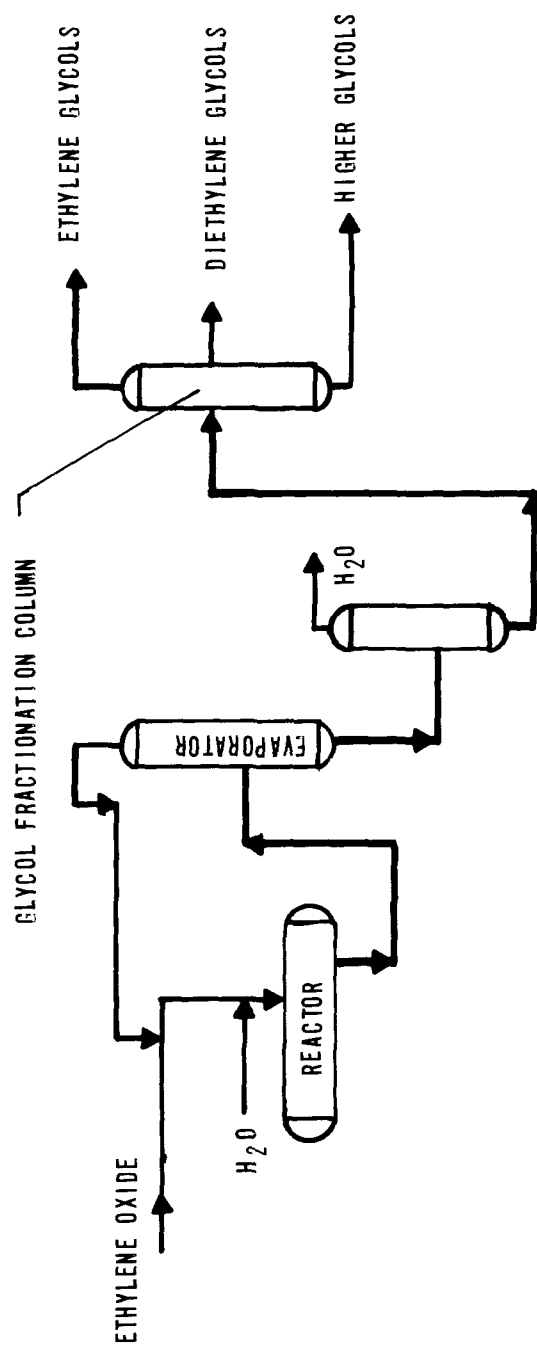 GLYCOL FRACTIONATION COLUMN
ETHYLENE GLYCOLS
DIETHYLENE GLYCOLS
HIGHER GLYCOLS
ETHYLENE OXIDE
H2O
REACTOR
EVAPORATOR
H2O